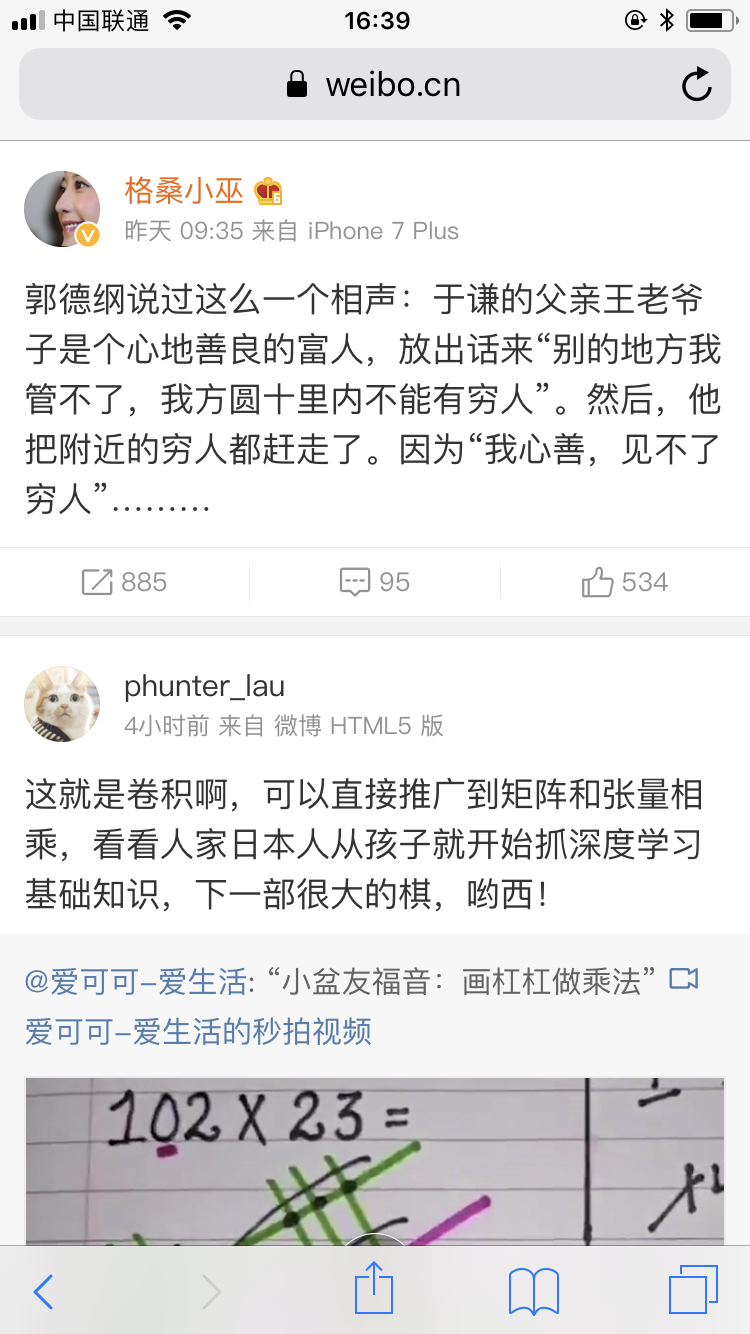 中国联通
16:39
weibo.cn
格桑小巫
昨天 09:35 来自 iPhone 7 Plus
郭德纲说过这么一个相声：于谦的父亲王老爷
子是个心地善良的富人，放出话来“别的地方我
管不了，我方圆十里内不能有穷人”。然后，他
把附近的穷人都赶走了。因为“我心善，见不了
穷人”………
885
95
534
phunter_lau
4小时前 来自 微博 HTML5 版
这就是卷积啊，可以直接推广到矩阵和张量相
乘，看看人家日本人从孩子就开始抓深度学习
基础知识，下一部很大的棋，哟西！
@爱可可-爱生活: “小盆友福音：画杠杠做乘法”
爱可可-爱生活的秒拍视频
102 X 23 =